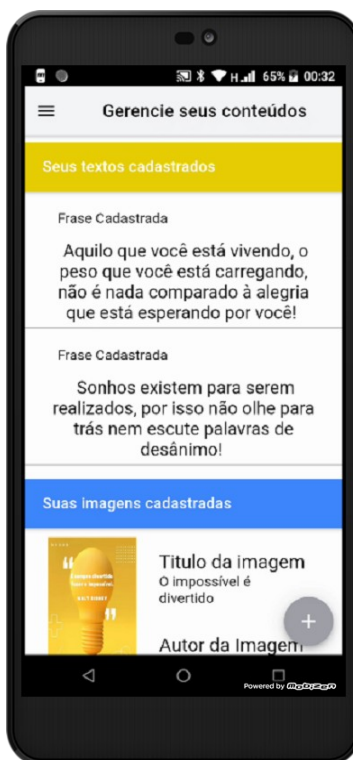 H 65% 00:32
Gerencie seus conteúdos
Seus textos cadastrados
Frase Cadastrada
Aquilo que você está vivendo, o
peso que você está carregando,
não é nada comparado à alegria
que está esperando por você!
Frase Cadastrada
Sonhos existem para serem
realizados, por isso não olhe para
trás nem escute palavras de
desânimo!
Suas Imagens cadastradas
Titulo da imagem
O impossível é
divertido
Autor da Imagem
+
Powered by Mobizen